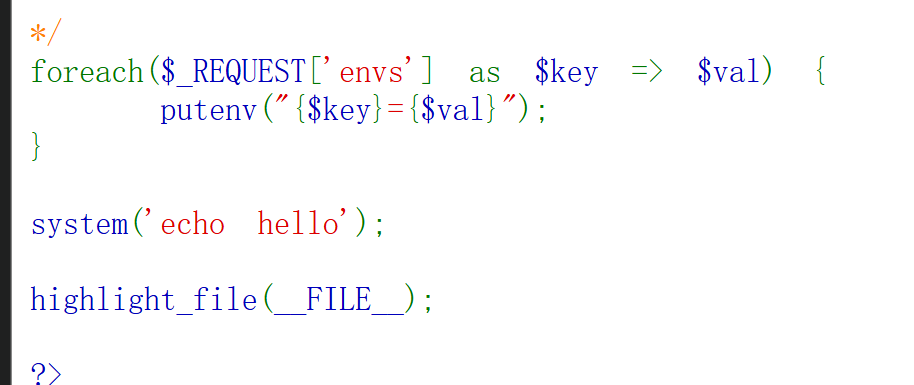 */
foreach($_REQUEST['envs'] as $key => $val) {
putenv("{$key}={$val}");
}
system('echo hello');
highlight_file(__FILE__);
?>